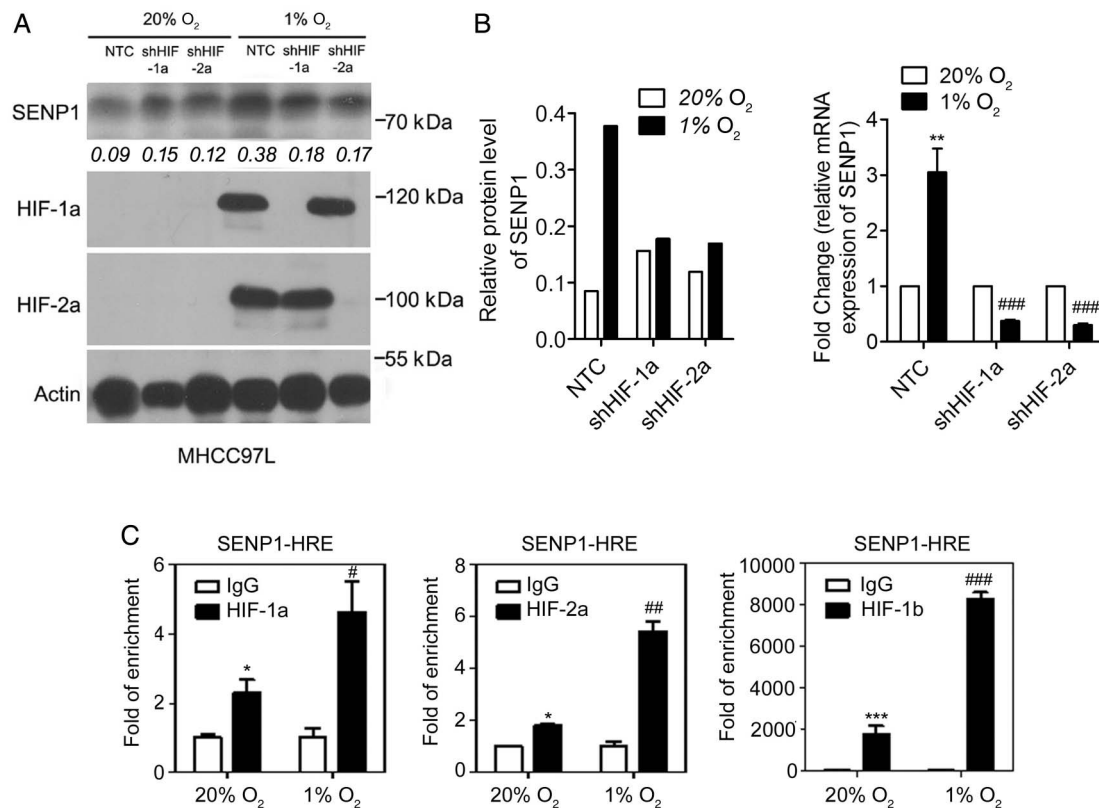 A
20% O₂ 1% O₂
NTC shHIF-1a shHIF-2a NTC shHIF-1a shHIF-2a
SENP1
–70 kDa
0.09 0.15 0.12 0.38 0.18 0.17
HIF-1a
–120 kDa
HIF-2a
–100 kDa
–55 kDa
Actin
MHCC97L
B
20% O₂
1% O₂
Relative protein level
of SENP1
0.4
0.3
0.2
0.1
0.0
NTC
shHIF-1a
shHIF-2a
20% O₂
1% O₂
Fold Change (relative mRNA
expression of SENP1)
4
3
2
1
0
**
###
###
NTC
shHIF-1a
shHIF-2a
C
SENP1-HRE
Fold of enrichment
6
4
2
0
IgG
HIF-1a
*
#
20% O₂ 1% O₂
SENP1-HRE
Fold of enrichment
8
6
4
2
0
IgG
HIF-2a
*
##
20% O₂ 1% O₂
SENP1-HRE
Fold of enrichment
10000
8000
6000
4000
2000
0
IgG
HIF-1b
***
###
20% O₂ 1% O₂